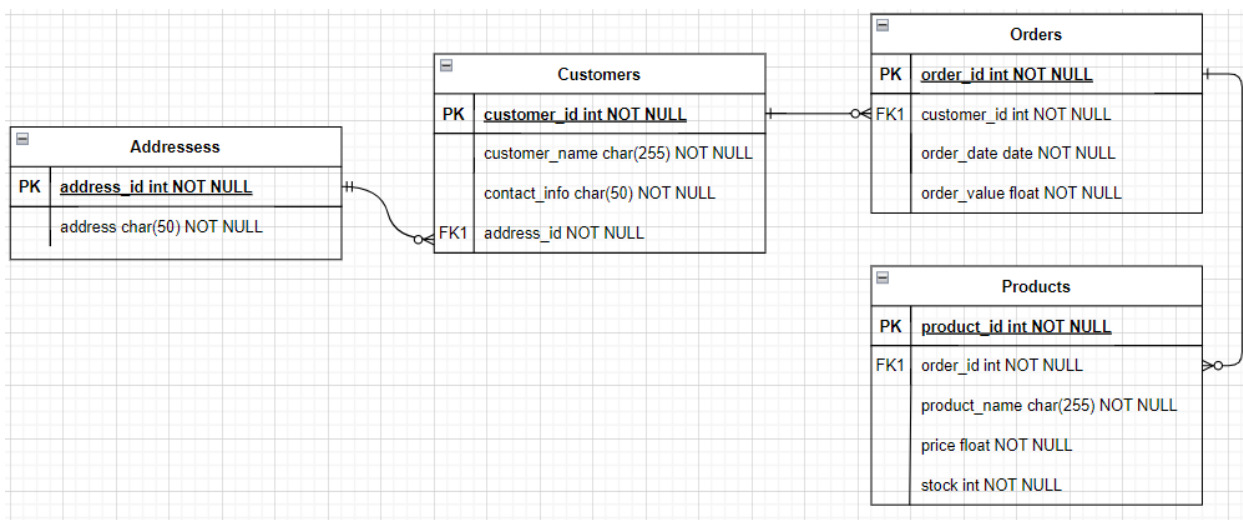 Addressess
PK address_id int NOT NULL
address char(50) NOT NULL
Customers
PK customer_id int NOT NULL
customer_name char(255) NOT NULL
contact_info char(50) NOT NULL
FK1 address_id NOT NULL
Orders
PK order_id int NOT NULL
FK1 customer_id int NOT NULL
order_date date NOT NULL
order_value float NOT NULL
Products
PK product_id int NOT NULL
FK1 order_id int NOT NULL
product_name char(255) NOT NULL
price float NOT NULL
stock int NOT NULL